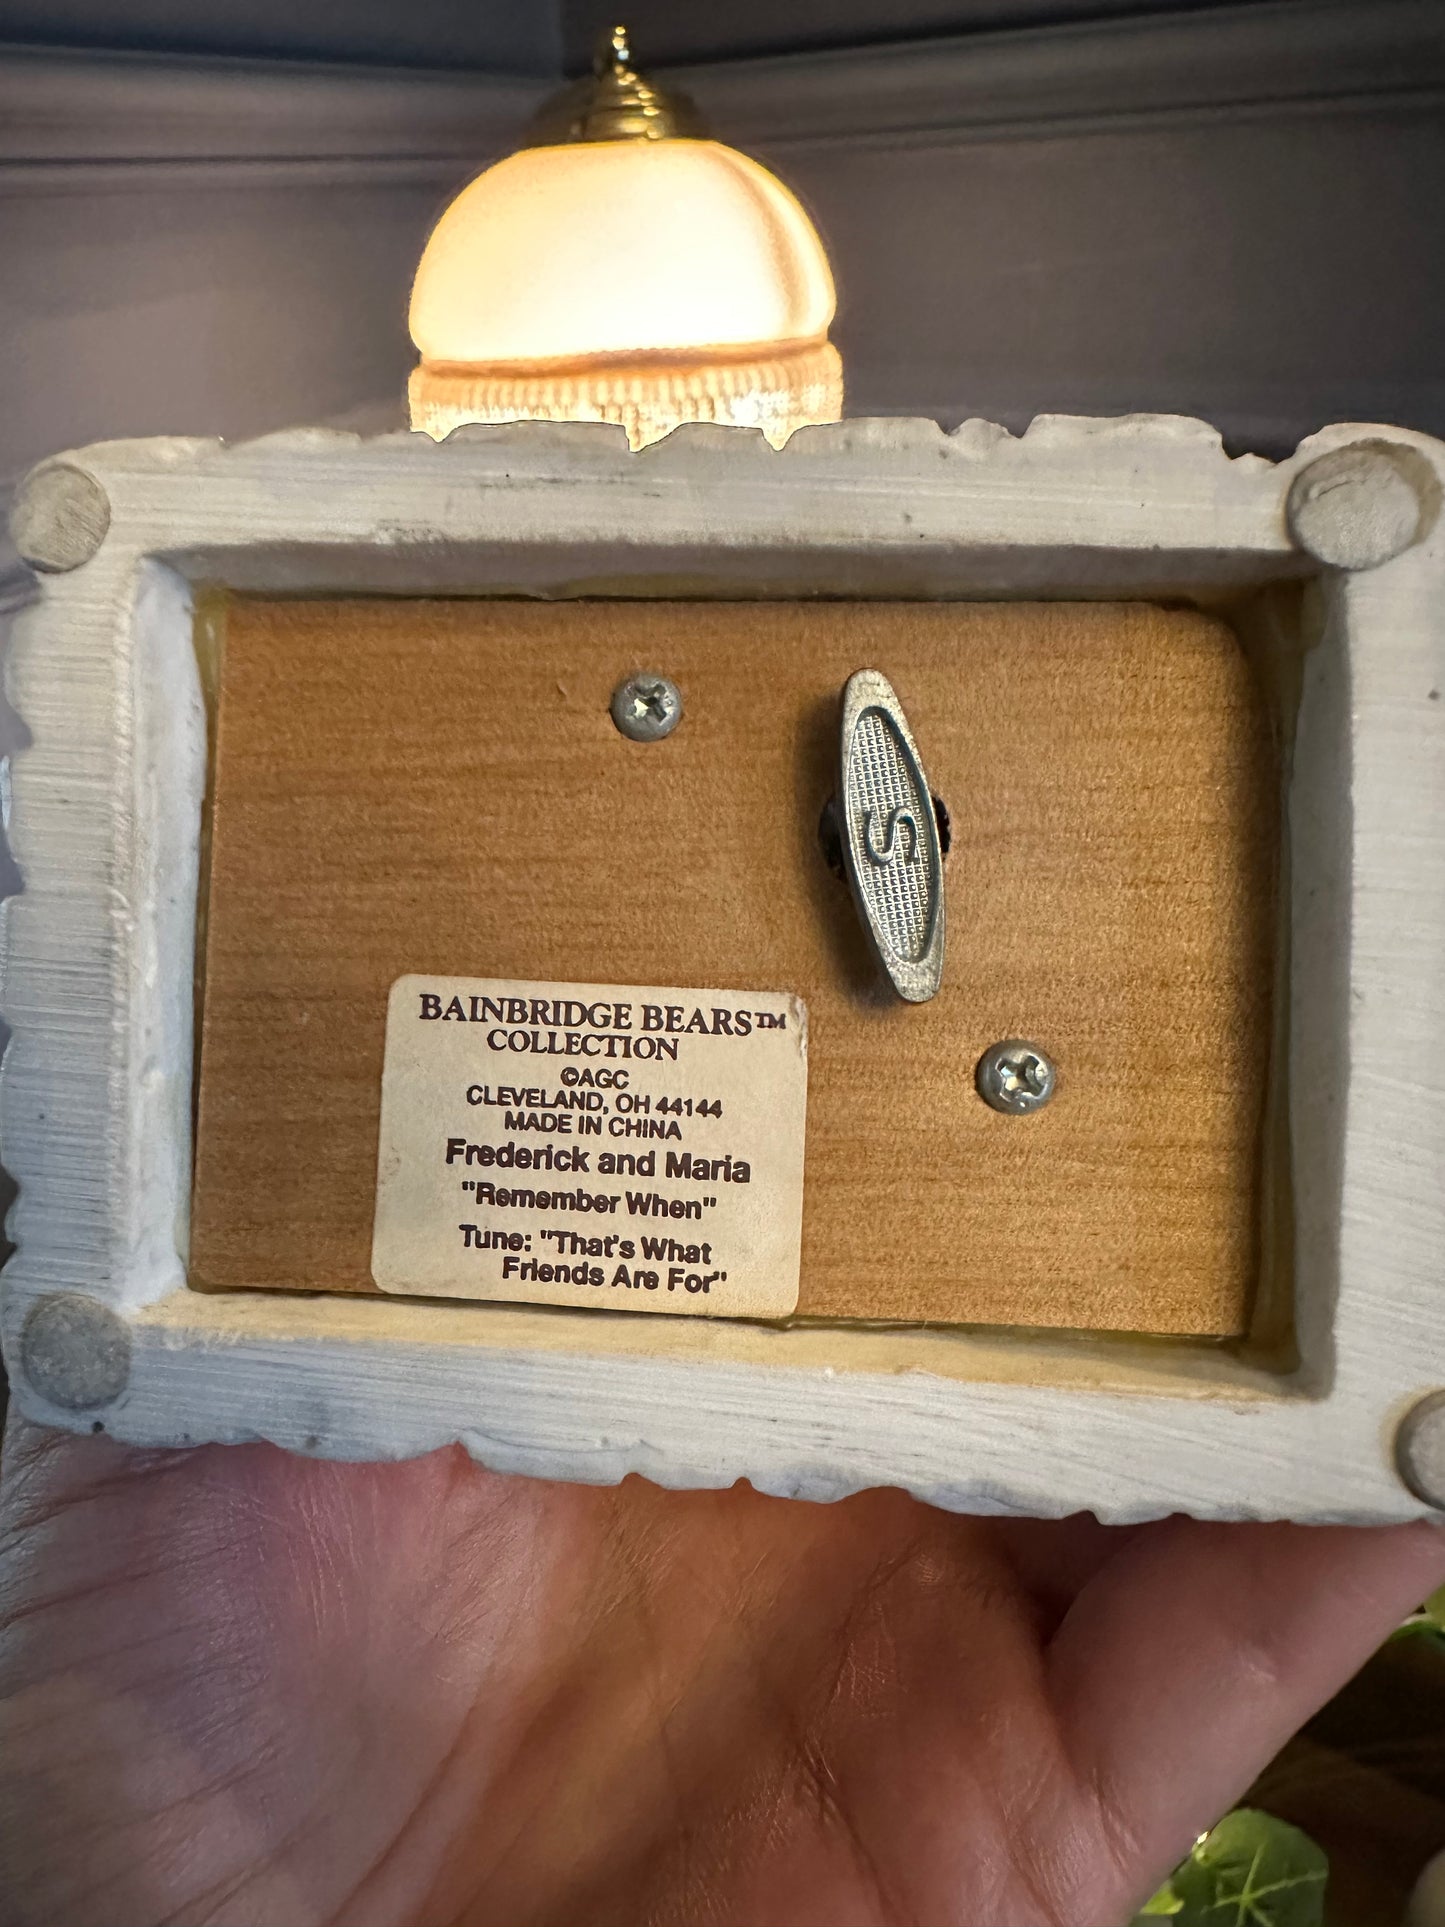 S
BAINBRIDGE BEARS™
COLLECTION
©AGC
CLEVELAND, OH 44144
MADE IN CHINA
Frederick and Maria
"Remember When"
Tune: "That's What
Friends Are For"